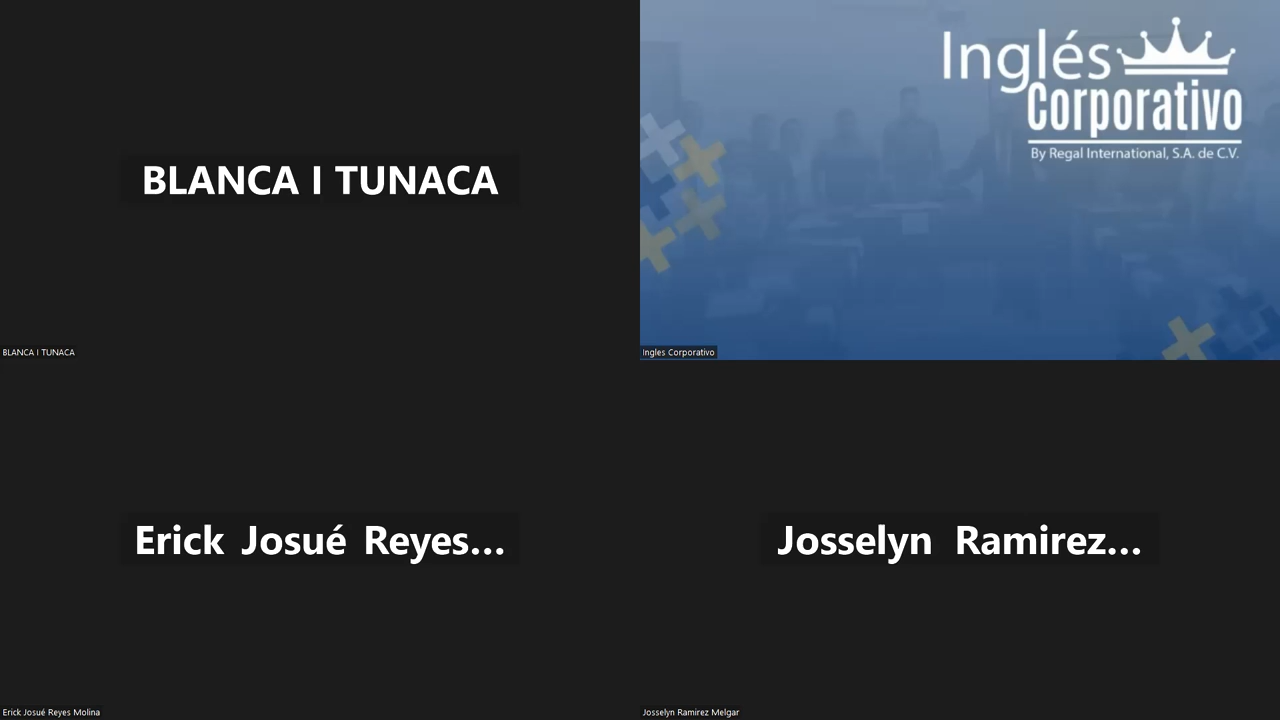 BLANCA I TUNACA
BLANCA I TUNACA
Inglés
Corporativo
By Regal International, S.A. de C.V.
Ingles Corporativo
Erick Josué Reyes...
Erick Josué Reyes Molina
Josselyn Ramirez...
Josselyn Ramirez Melgar